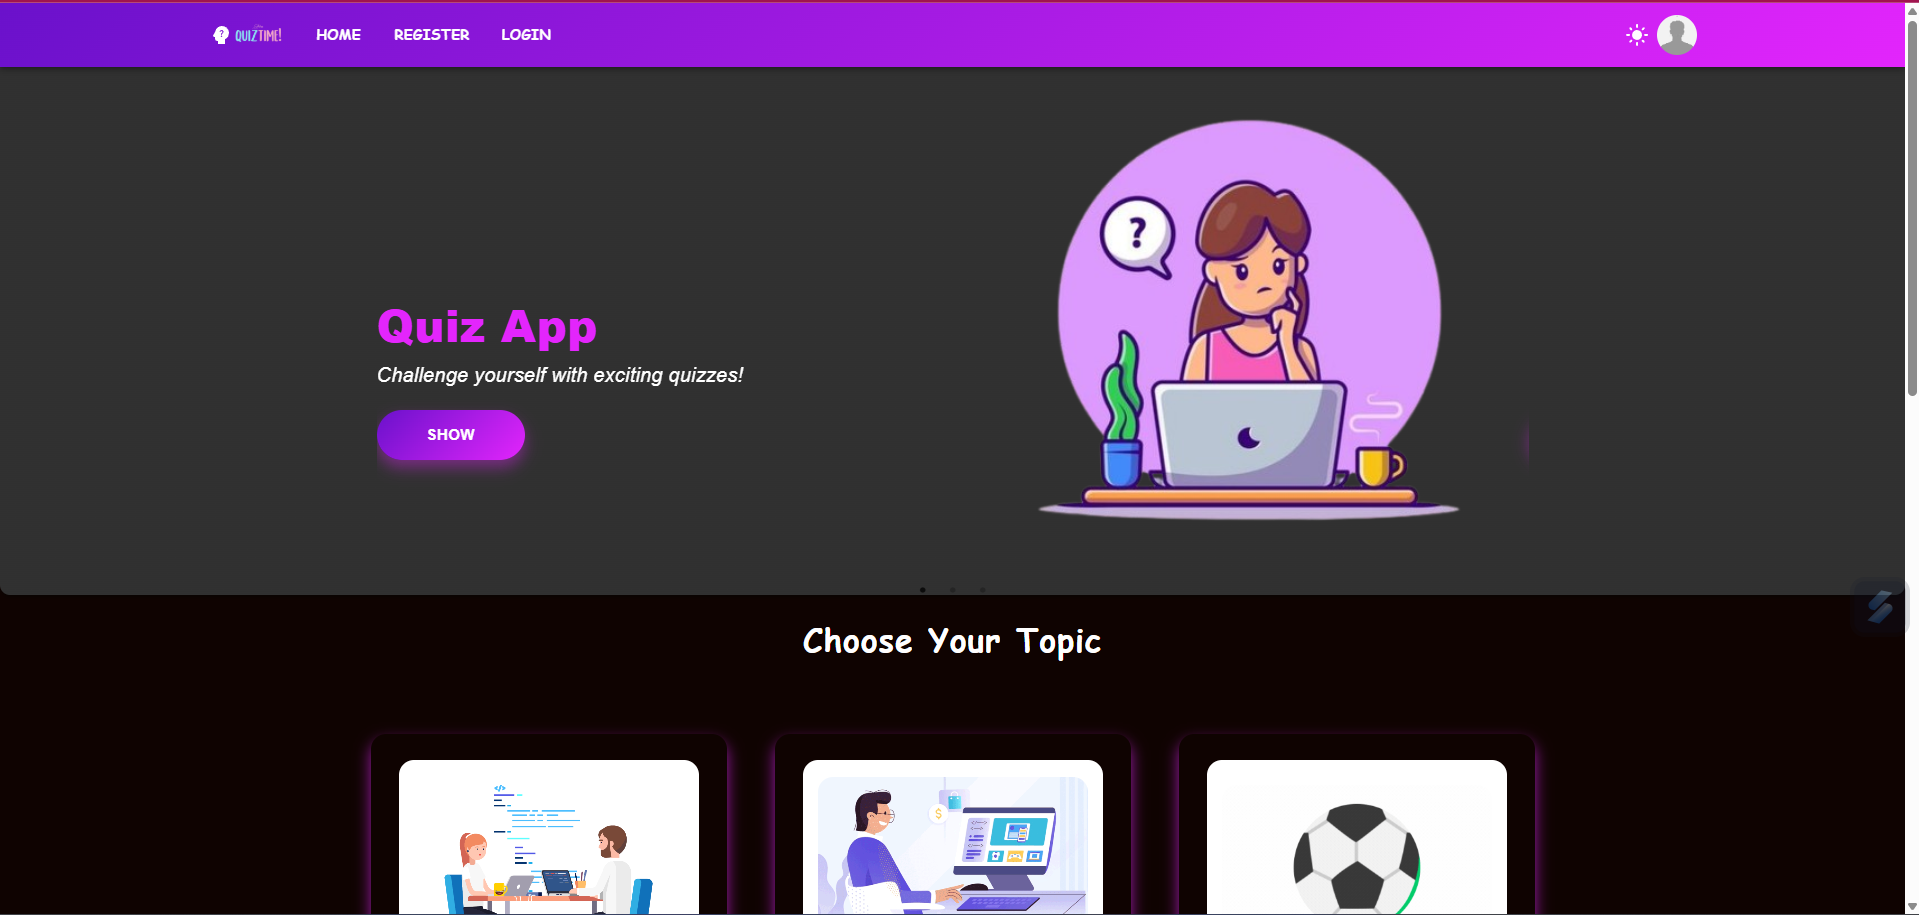 ? QUIZTIME! HOME REGISTER LOGIN
?
Quiz App
Challenge yourself with exciting quizzes!
SHOW
Choose Your Topic
</>
$